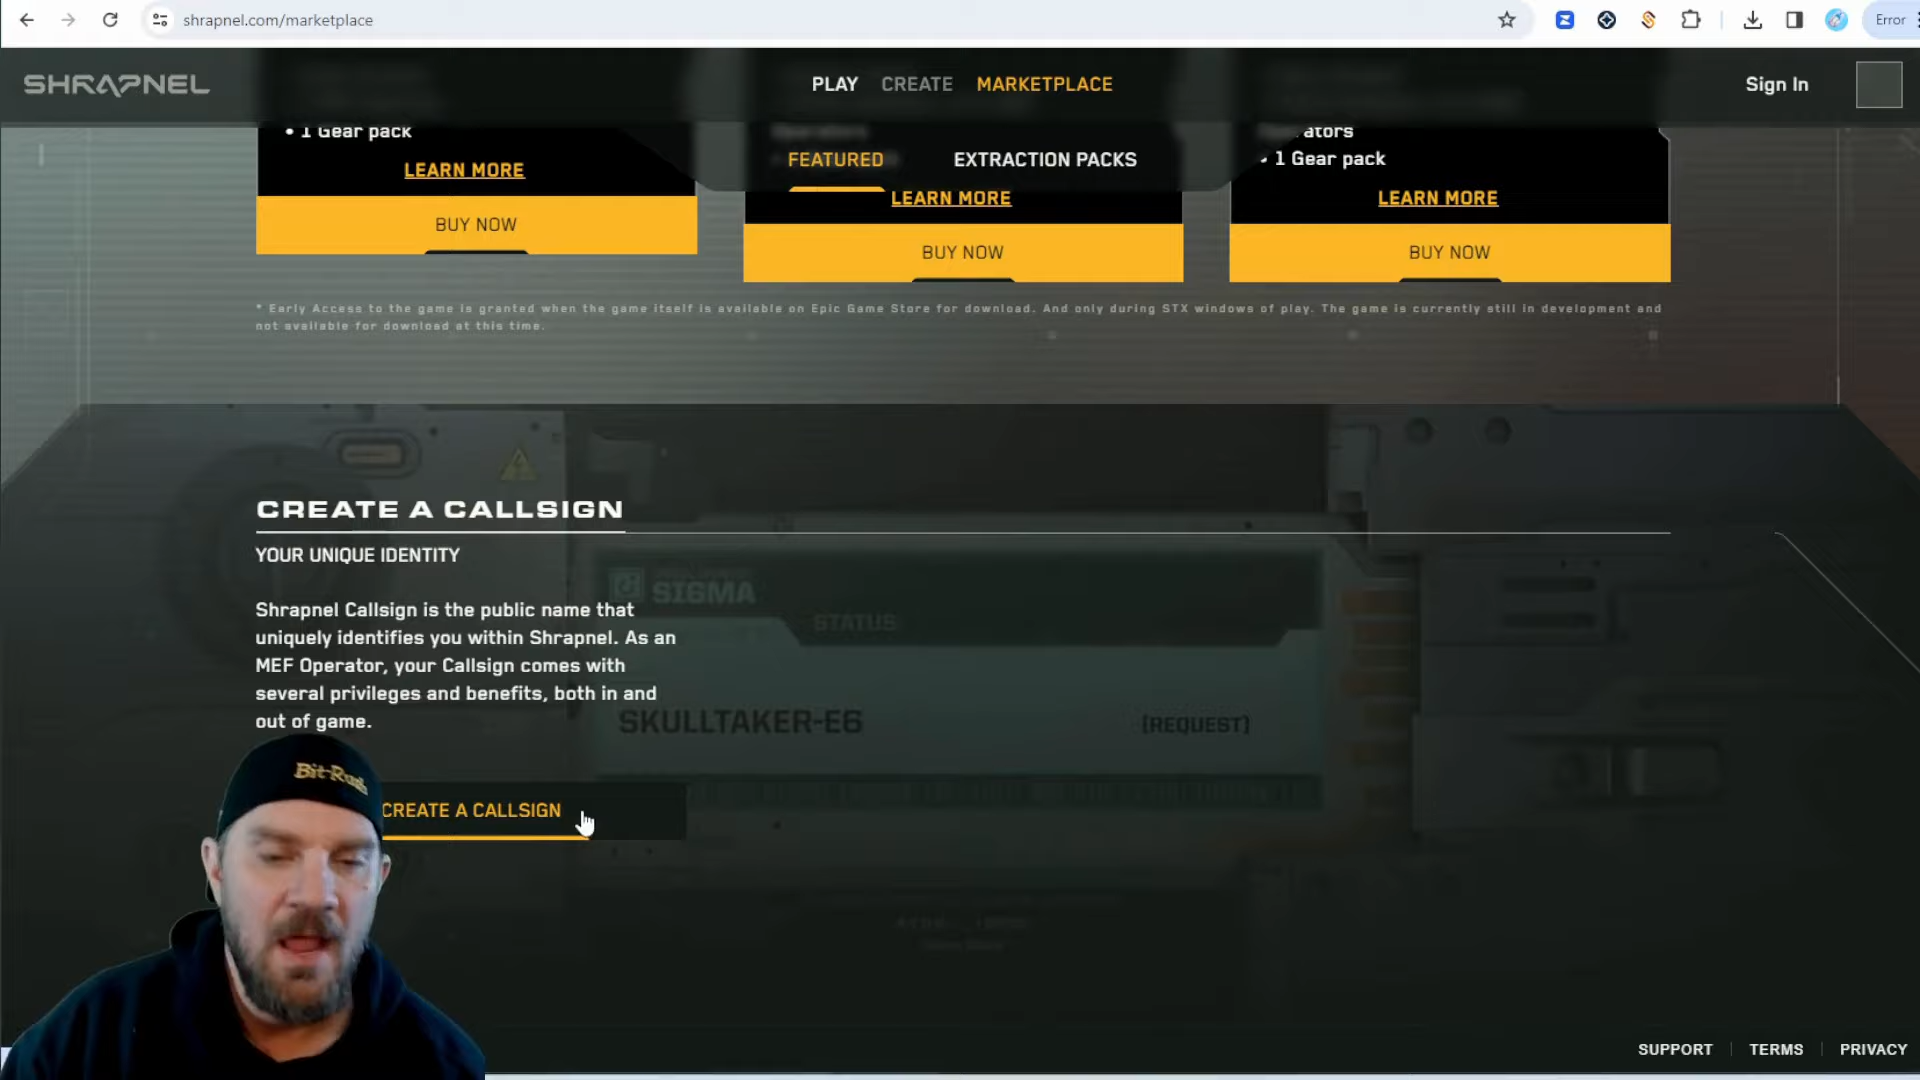 shrapnel.com/marketplace
Error
SHRAPNEL
PLAY
CREATE
MARKETPLACE
Sign In
• 1 Gear pack
LEARN MORE
BUY NOW
FEATURED
EXTRACTION PACKS
LEARN MORE
BUY NOW
• 1 Gear pack
LEARN MORE
BUY NOW
* Early Access to the game is granted when the game itself is available on Epic Game Store for download. And only during STX windows of play. The game is currently still in development and
not available for download at this time.
CREATE A CALLSIGN
YOUR UNIQUE IDENTITY
Shrapnel Callsign is the public name that
uniquely identifies you within Shrapnel. As an
MEF Operator, your Callsign comes with
several privileges and benefits, both in and
out of game.
SIGMA
STATUS
SKULLTAKER-E6
[REQUEST]
CREATE A CALLSIGN
SUPPORT
TERMS
PRIVACY